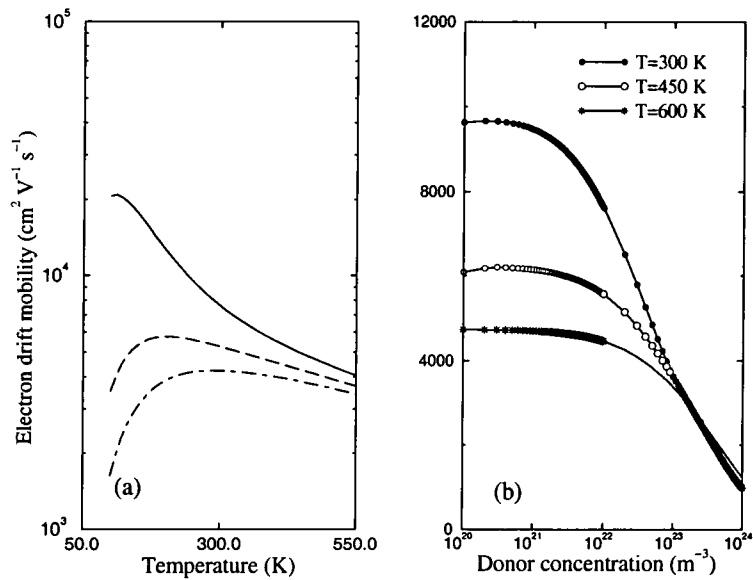 Electron drift mobility (cm² V⁻¹ s⁻¹)
10⁵
10⁴
10³
(a)
50.0 300.0 550.0
Temperature (K)
12000
8000
4000
0
T=300 K
T=450 K
T=600 K
(b)
10²⁰ 10²¹ 10²² 10²³ 10²⁴
Donor concentration (m⁻³)